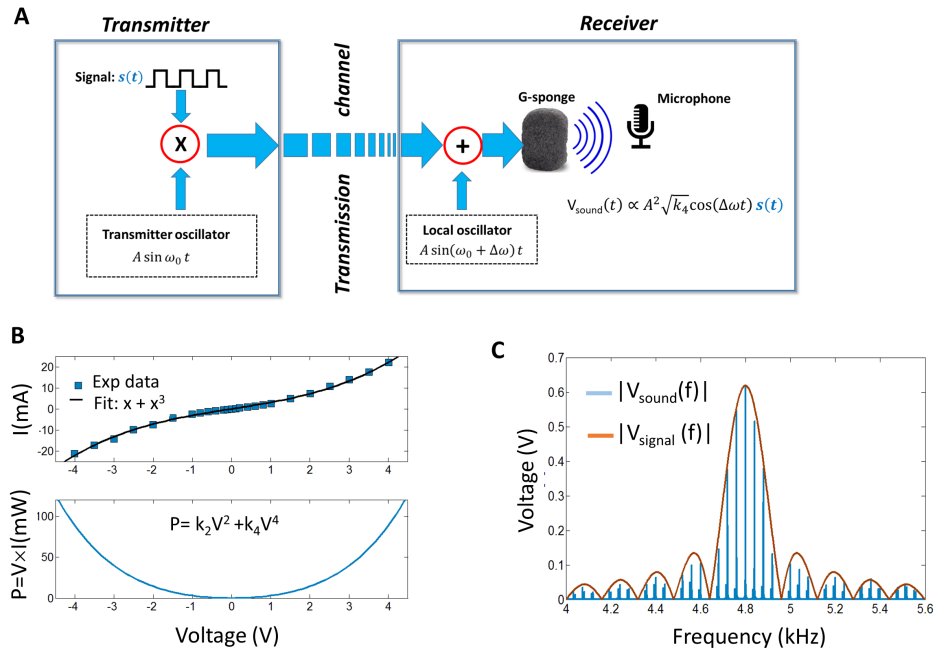 A
Transmitter
Receiver
Signal: s(t)
X
Transmitter oscillator
A sin ω₀ t
Transmission channel
+
Local oscillator
A sin(ω₀ + Δω) t
G-sponge
Microphone
V_sound(t) ∝ A²√k₄cos(Δωt) s(t)
B
I(mA)
20
10
0
-10
-20
Exp data
Fit: x + x³
-4 -3 -2 -1 0 1 2 3 4
P=V×I(mW)
100
50
0
P= k₂V² +k₄V⁴
-4 -3 -2 -1 0 1 2 3 4
Voltage (V)
C
Voltage (V)
0.7
0.6
0.5
0.4
0.3
0.2
0.1
0
|V_sound(f)|
|V_signal (f)|
4 4.2 4.4 4.6 4.8 5 5.2 5.4 5.6
Frequency (kHz)